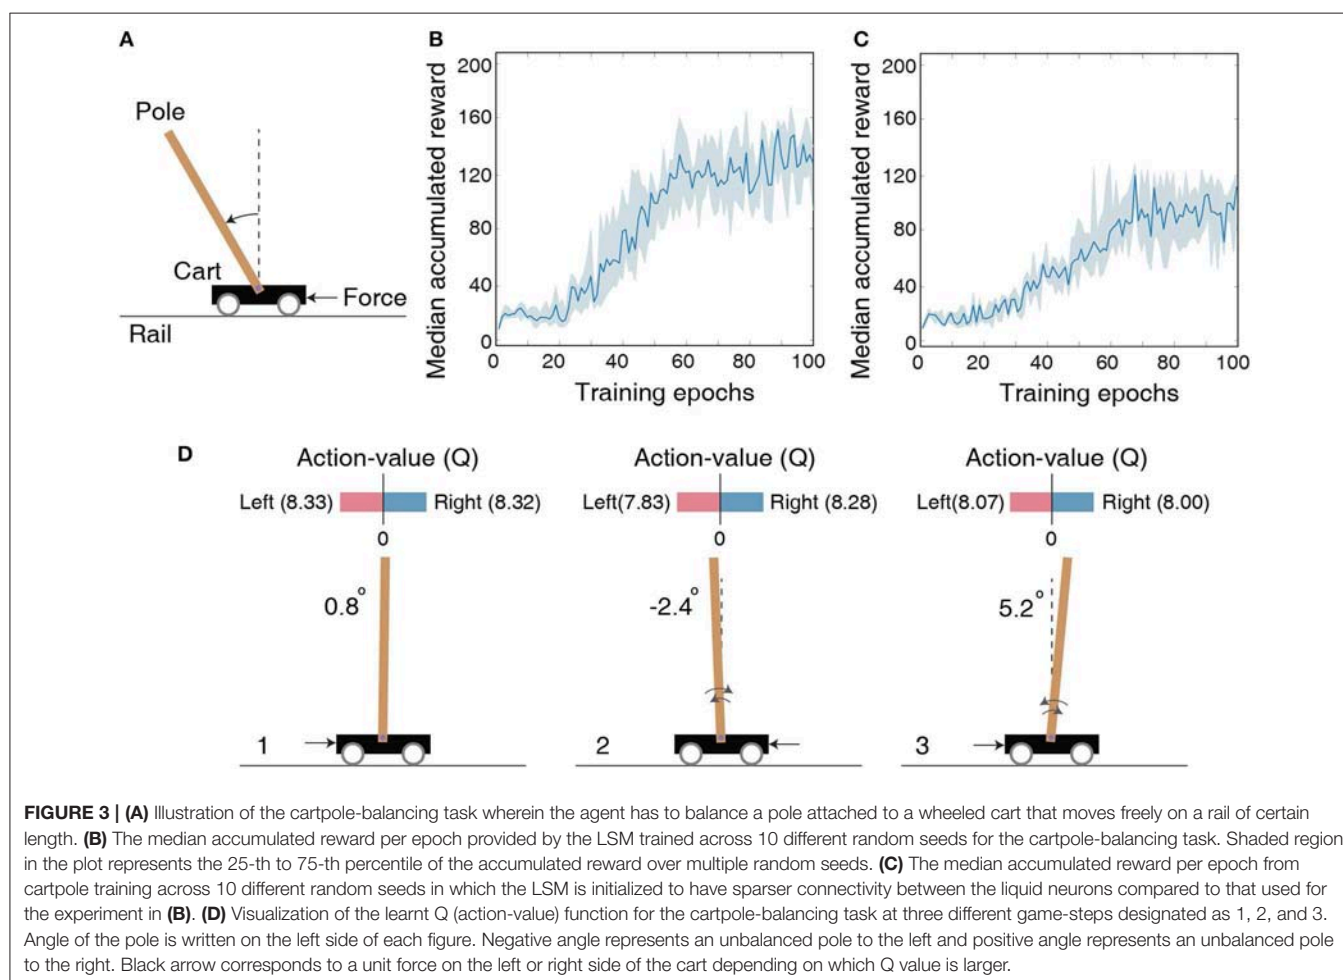 A
Pole
Cart
Force
Rail
B
Median accumulated reward
200
160
120
80
40
0
0 20 40 60 80 100
Training epochs
C
Median accumulated reward
200
160
120
80
40
0
0 20 40 60 80 100
Training epochs
D
Action-value (Q)
Left (8.33) Right (8.32)
0
0.8°
1
Action-value (Q)
Left(7.83) Right (8.28)
0
-2.4°
2
Action-value (Q)
Left(8.07) Right (8.00)
0
5.2°
3
FIGURE 3 | (A) Illustration of the cartpole-balancing task wherein the agent has to balance a pole attached to a wheeled cart that moves freely on a rail of certain
length. (B) The median accumulated reward per epoch provided by the LSM trained across 10 different random seeds for the cartpole-balancing task. Shaded region
in the plot represents the 25-th to 75-th percentile of the accumulated reward over multiple random seeds. (C) The median accumulated reward per epoch from
cartpole training across 10 different random seeds in which the LSM is initialized to have sparser connectivity between the liquid neurons compared to that used for
the experiment in (B). (D) Visualization of the learnt Q (action-value) function for the cartpole-balancing task at three different game-steps designated as 1, 2, and 3.
Angle of the pole is written on the left side of each figure. Negative angle represents an unbalanced pole to the left and positive angle represents an unbalanced pole
to the right. Black arrow corresponds to a unit force on the left or right side of the cart depending on which Q value is larger.